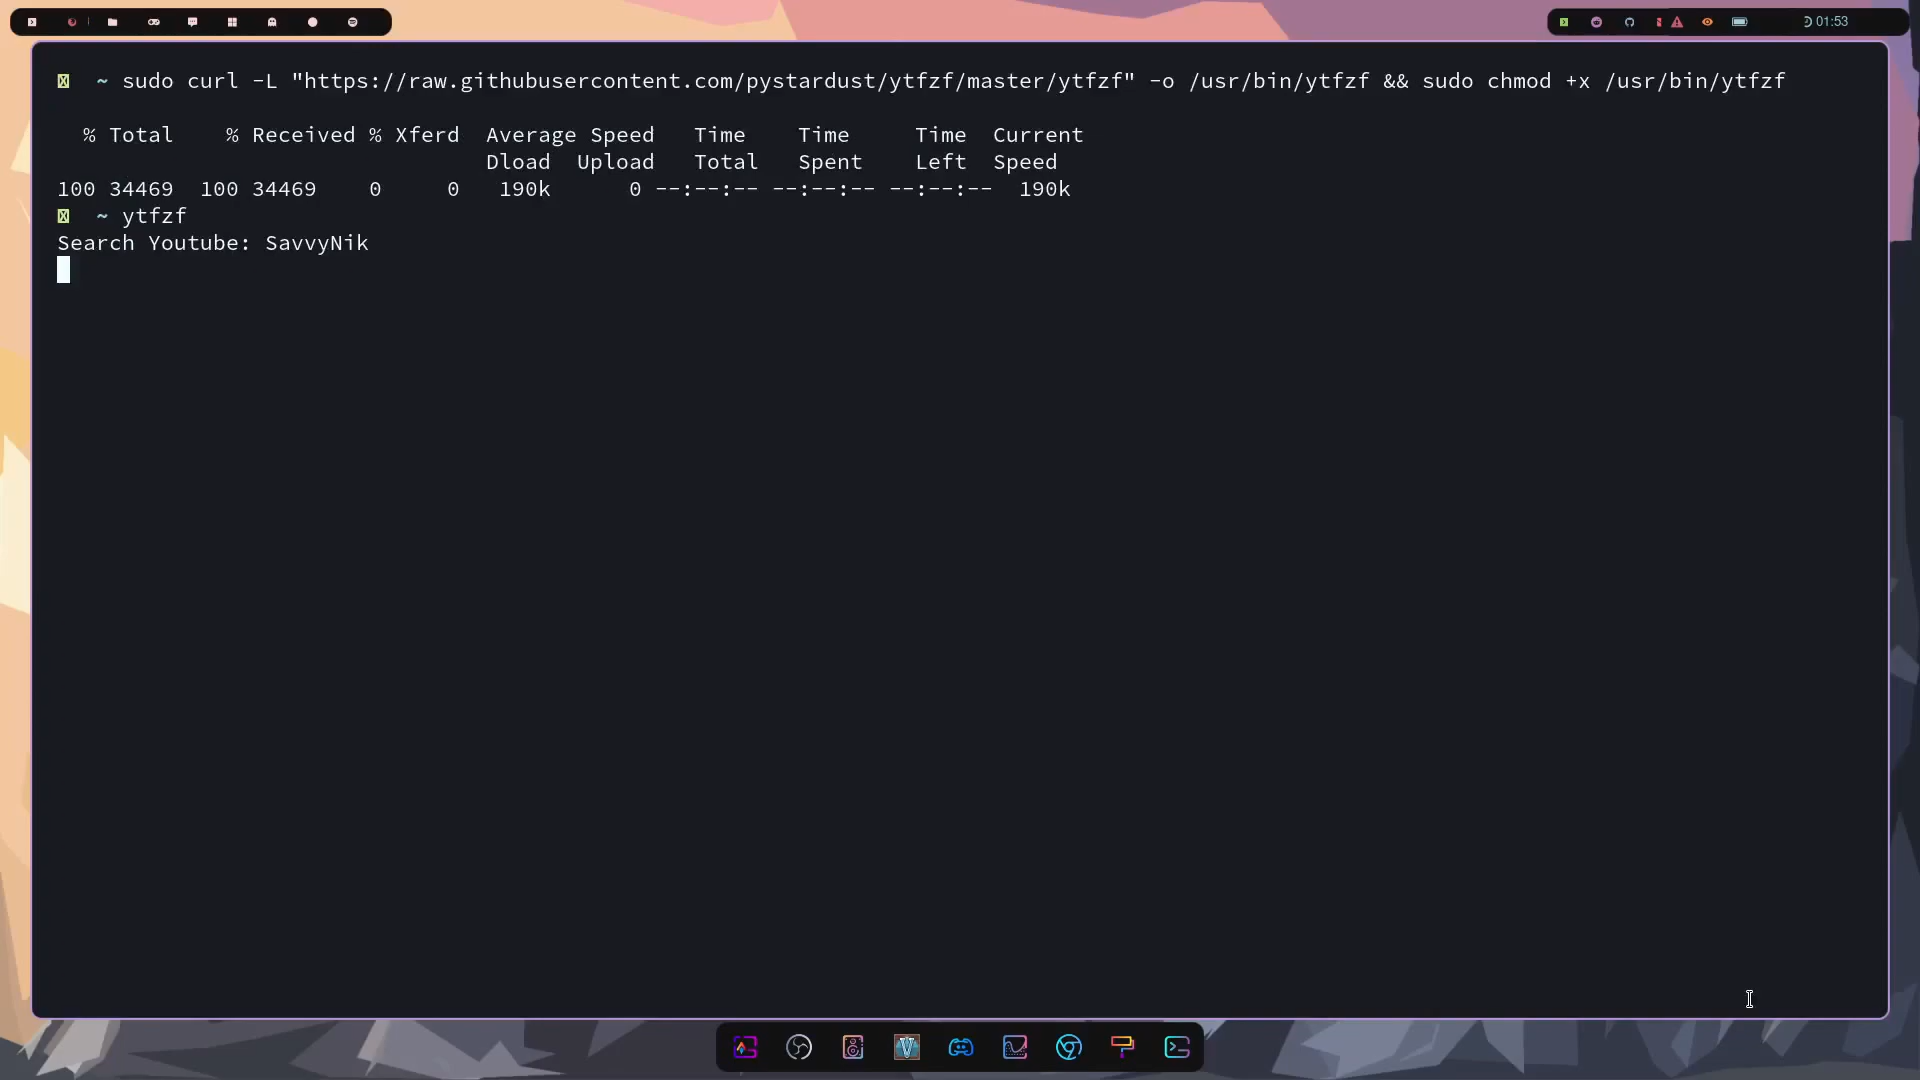 01:53
~ sudo curl -L "https://raw.githubusercontent.com/pystardust/ytfzf/master/ytfzf" -o /usr/bin/ytfzf && sudo chmod +x /usr/bin/ytfzf
% Total % Received % Xferd Average Speed Time Time Time Current
Dload Upload Total Spent Left Speed
100 34469 100 34469 0 0 190k 0 --:--:-- --:--:-- --:--:-- 190k
~ ytfzf
Search Youtube: SavvyNik